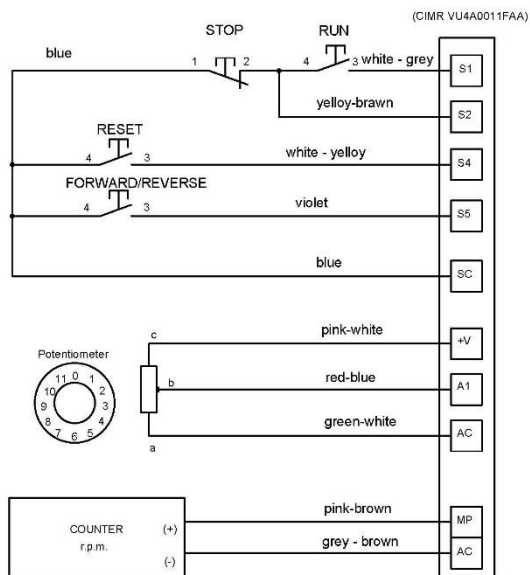 (CIMR VU4A0011FAA)
STOP
RUN
blue
1
2
4
3
white - grey
S1
yelloy-brawn
S2
RESET
4
3
white - yelloy
S4
FORWARD/REVERSE
4
3
violet
S5
blue
SC
c
pink-white
+V
Potentiometer
11 0 1
10 2
9 3
8 4
7 6 5
b
red-blue
A1
green-white
AC
a
pink-brown
MP
COUNTER (+)
r.p.m.
grey - brown
AC
(-)